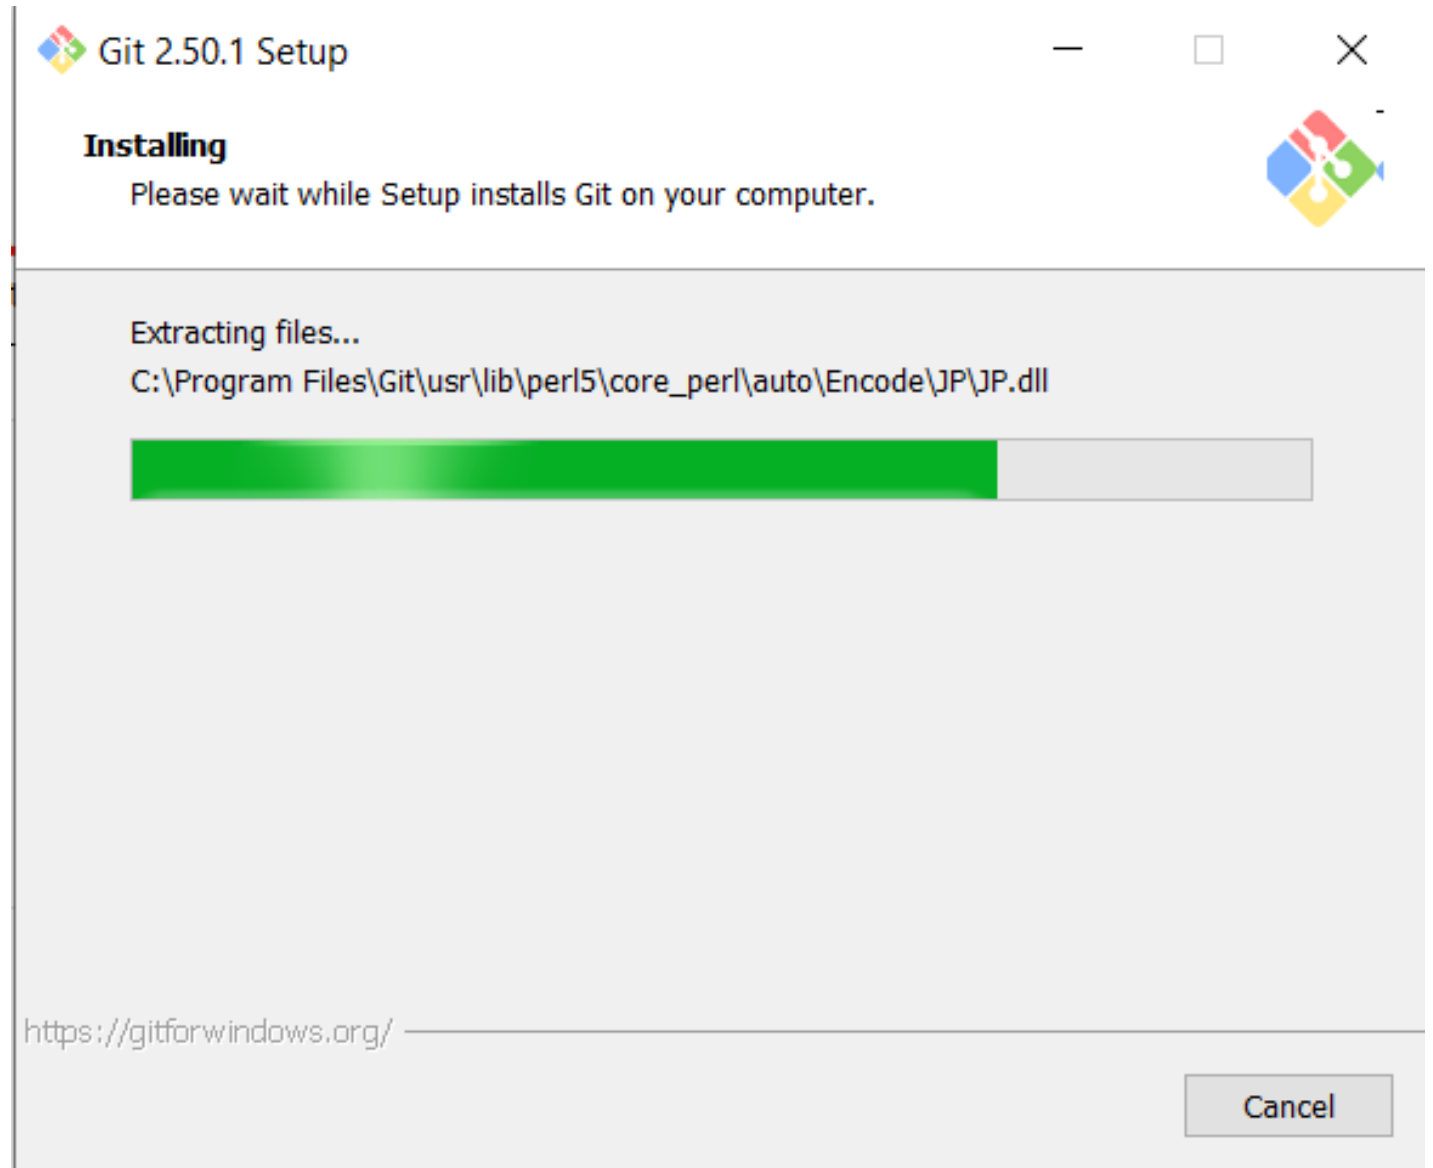 Git 2.50.1 Setup
Installing
Please wait while Setup installs Git on your computer.
Extracting files...
C:\Program Files\Git\usr\lib\perl5\core_perl\auto\Encode\JP\JP.dll
https://gitforwindows.org/
Cancel